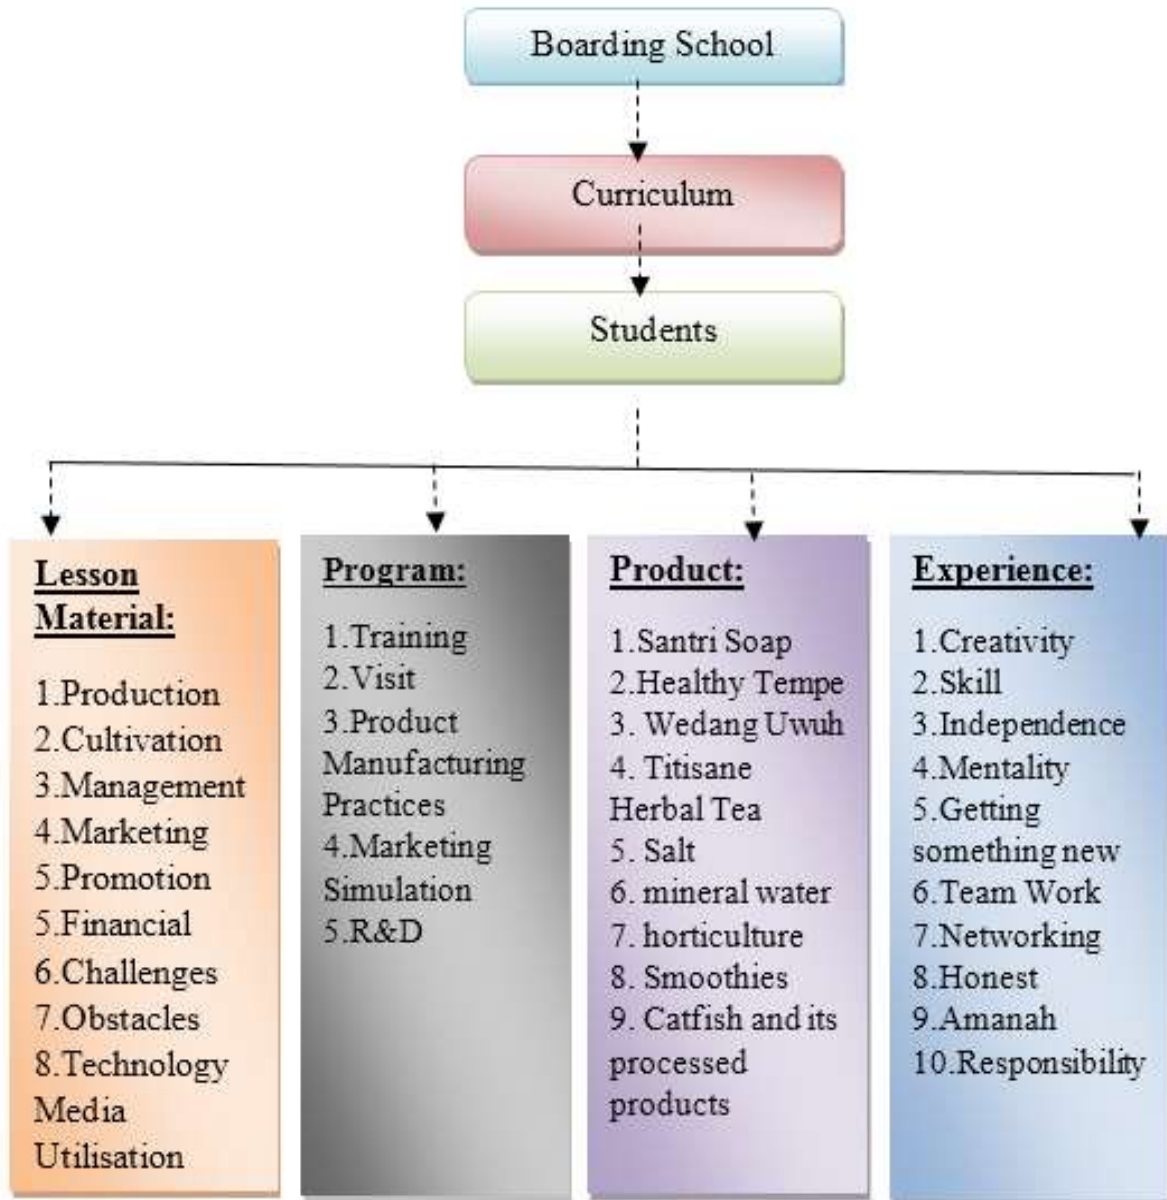 Boarding School
Curriculum
Students
Lesson
Material:
1.Production
2.Cultivation
3.Management
4.Marketing
5.Promotion
5.Financial
6.Challenges
7.Obstacles
8.Technology
Media
Utilisation
Program:
1.Training
2.Visit
3.Product
Manufacturing
Practices
4.Marketing
Simulation
5.R&D
Product:
1.Santri Soap
2.Healthy Tempe
3. Wedang Uwuh
4. Titisane
Herbal Tea
5. Salt
6. mineral water
7. horticulture
8. Smoothies
9. Catfish and its
processed
products
Experience:
1.Creativity
2.Skill
3.Independence
4.Mentality
5.Getting
something new
6.Team Work
7.Networking
8.Honest
9.Amanah
10.Responsibility